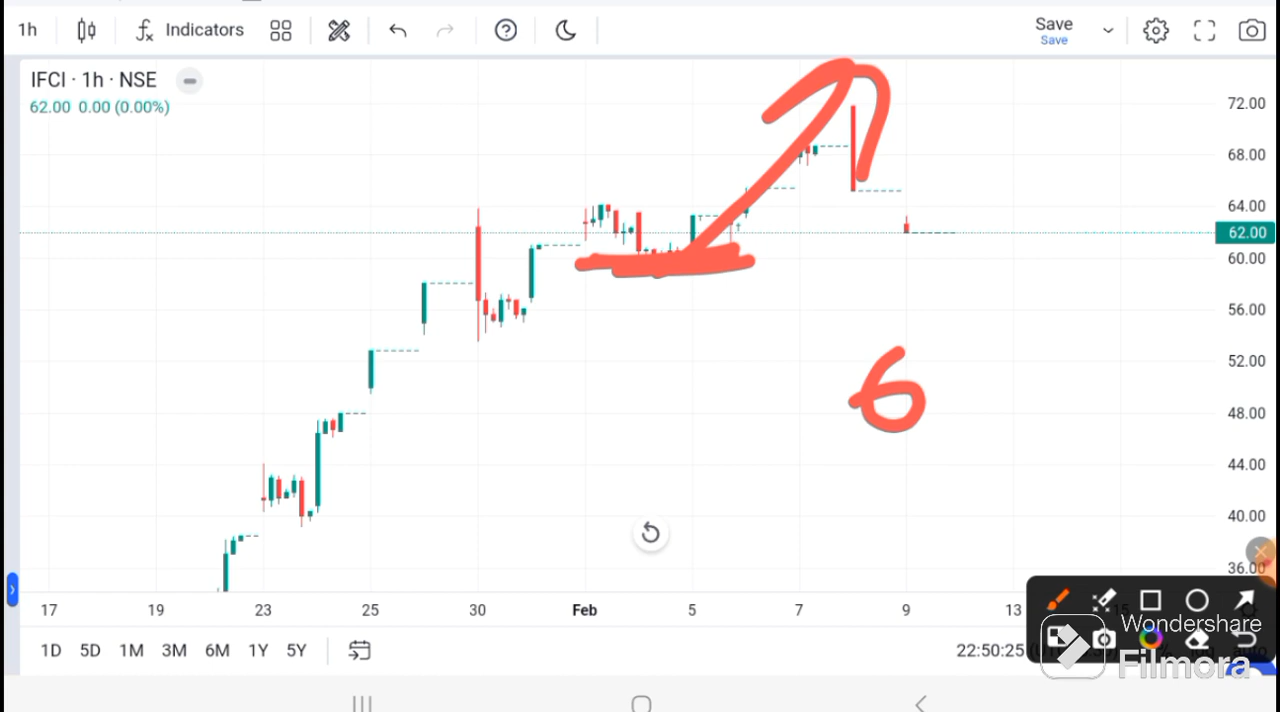 1h Indicators Save
Save
IFCI · 1h · NSE
62.00 0.00 (0.00%)
72.00
68.00
64.00
62.00
60.00
56.00
52.00
6
48.00
44.00
40.00
36.00
17 19 23 25 30 Feb 5 7 9 13
Wondershare
Filmora
1D 5D 1M 3M 6M 1Y 5Y 22:50:25